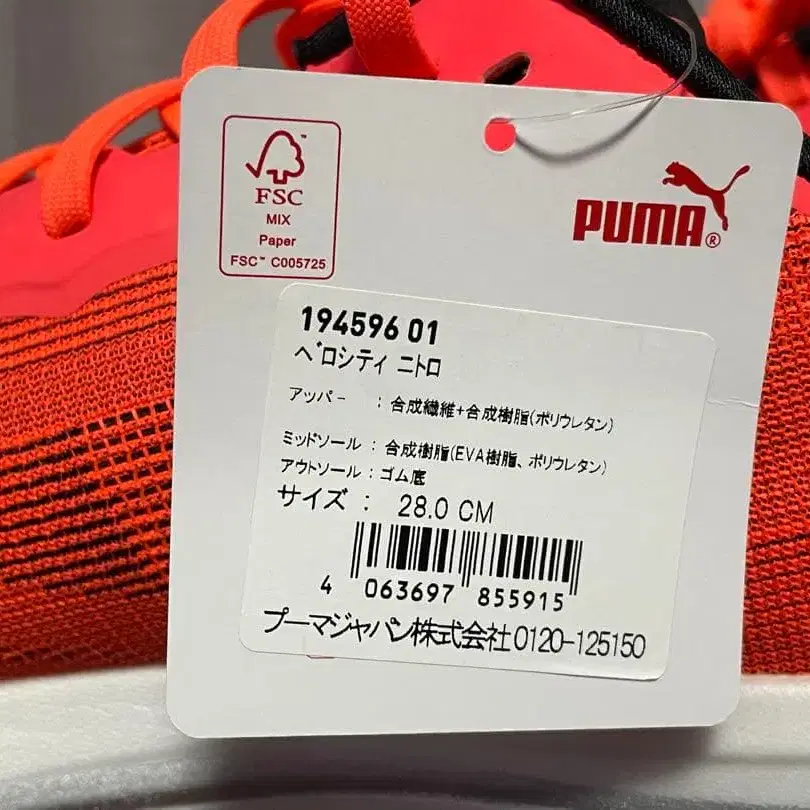 FSC™
MIX
Paper
FSC™ C005725
PUMA®
194596 01
ベロシティ ニトロ
アッパー : 合成繊維+合成樹脂(ポリウレタン)
ミッドソール : 合成樹脂(EVA樹脂、ポリウレタン)
アウトソール : ゴム底
サイズ : 28.0 CM
4 063697 855915
プーマジャパン株式会社 0120-125150